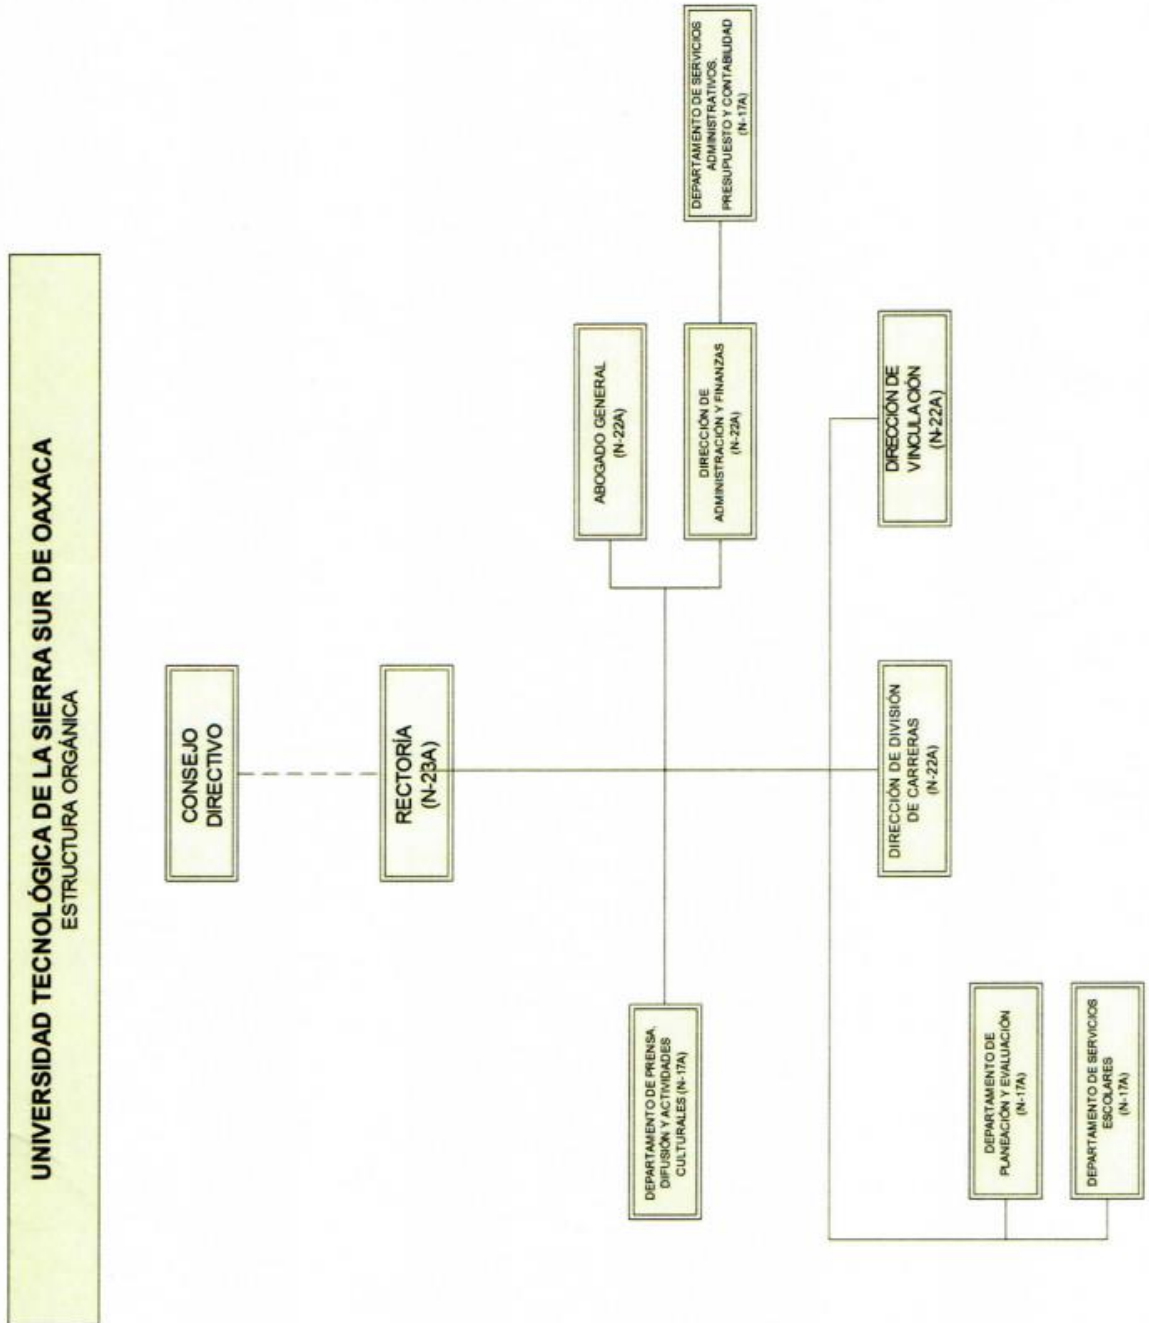 UNIVERSIDAD TECNOLÓGICA DE LA SIERRA SUR DE OAXACA
ESTRUCTURA ORGÁNICA
CONSEJO
DIRECTIVO
RECTORÍA
(N-23A)
ABOGADO GENERAL
(N-22A)
DEPARTAMENTO DE PRENSA,
DIFUSIÓN Y ACTIVIDADES
CULTURALES (N-17A)
DIRECCIÓN DE
ADMINISTRACIÓN Y FINANZAS
(N-22A)
DEPARTAMENTO DE SERVICIOS
ADMINISTRATIVOS,
PRESUPUESTO Y CONTABILIDAD
(N-17A)
DIRECCIÓN DE DIVISIÓN
DE CARRERAS
(N-22A)
DIRECCIÓN DE
VINCULACIÓN
(N-22A)
DEPARTAMENTO DE
PLANEACIÓN Y EVALUACIÓN
(N-17A)
DEPARTAMENTO DE SERVICIOS
ESCOLARES
(N-17A)